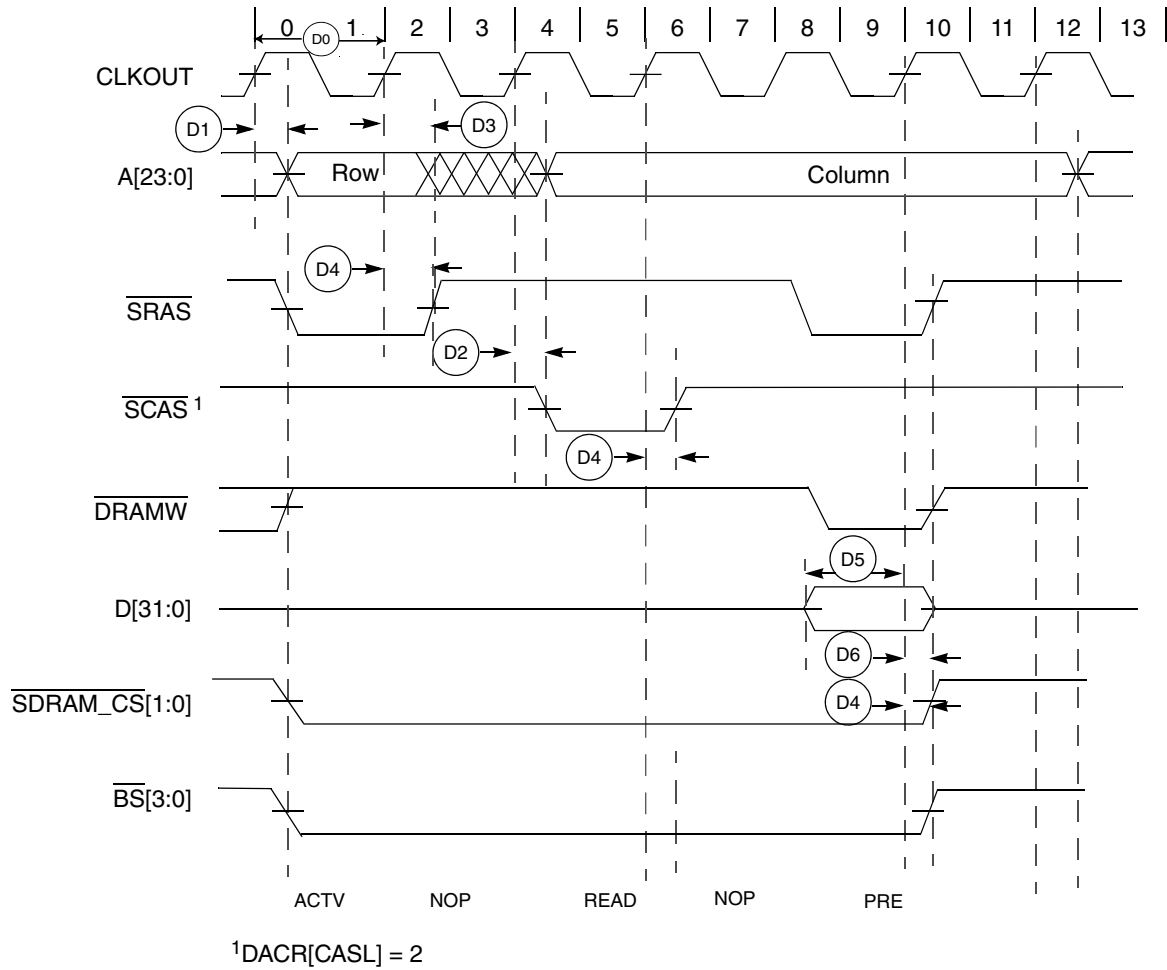 0 1 2 3 4 5 6 7 8 9 10 11 12 13
D0
CLKOUT
D1
D3
A[23:0]
Row
Column
D4
SRAS
D2
SCAS 1
D4
DRAMW
D5
D[31:0]
D6
SDRAM_CS[1:0]
D4
BS[3:0]
ACTV NOP READ NOP PRE
1DACR[CASL] = 2